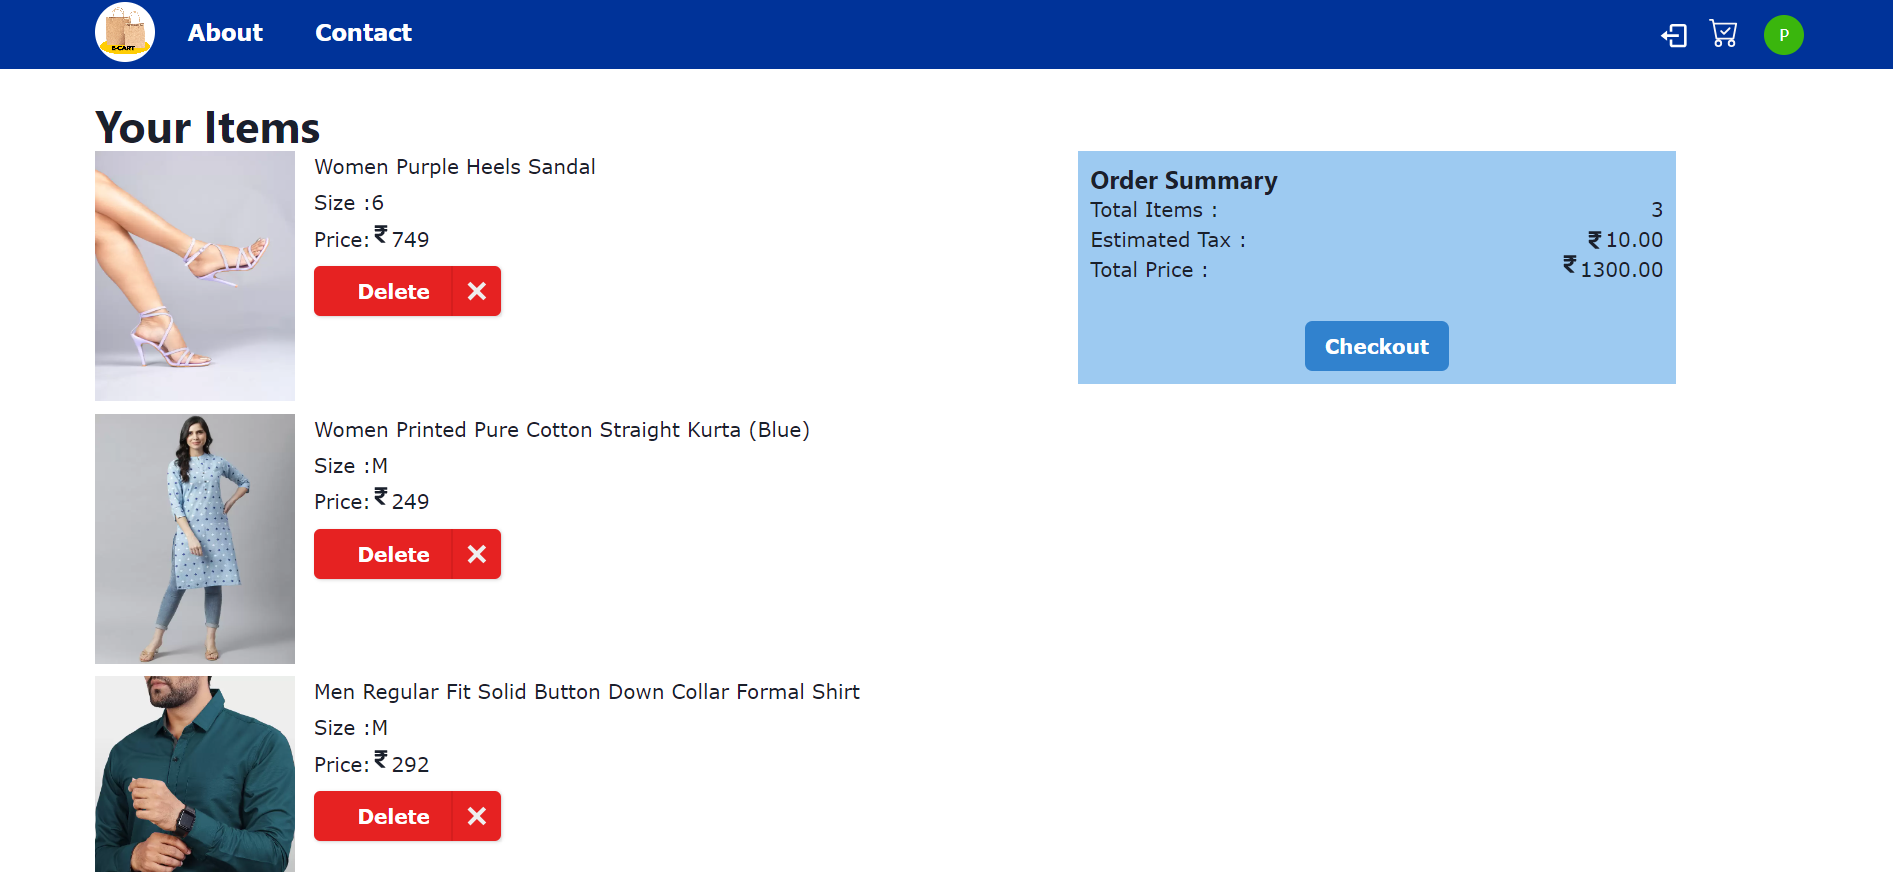 E-CART
About
Contact
P
Your Items
Women Purple Heels Sandal
Size :6
Price:₹749
Delete ✕
Women Printed Pure Cotton Straight Kurta (Blue)
Size :M
Price:₹249
Delete ✕
Men Regular Fit Solid Button Down Collar Formal Shirt
Size :M
Price:₹292
Delete ✕
Order Summary
Total Items : 3
Estimated Tax : ₹10.00
Total Price : ₹1300.00
Checkout